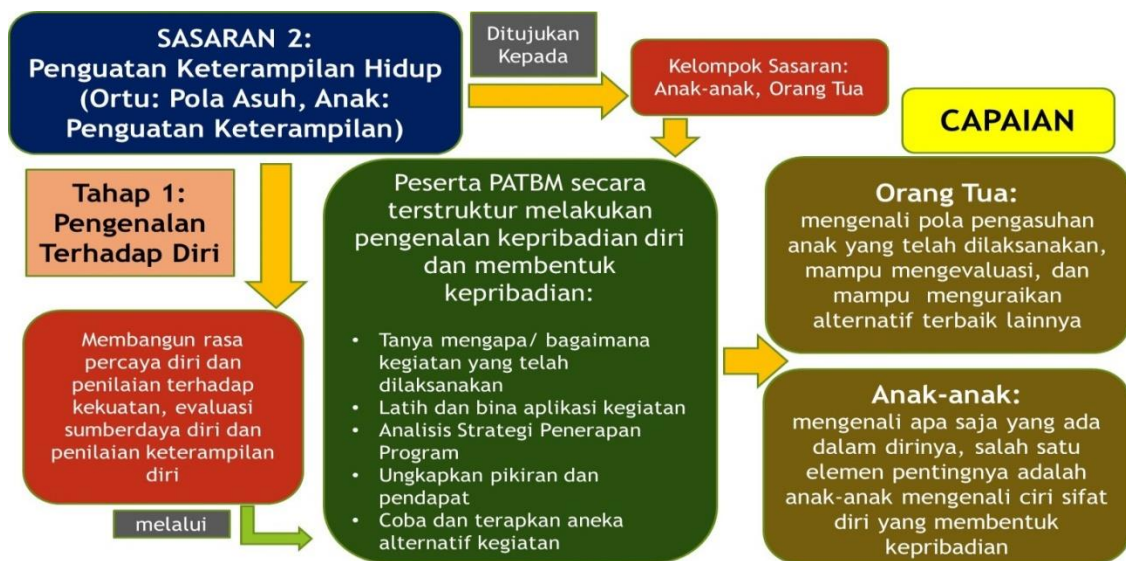 SASARAN 2:
Penguatan Keterampilan Hidup
(Ortu: Pola Asuh, Anak:
Penguatan Keterampilan)
Ditujukan
Kepada
Kelompok Sasaran:
Anak-anak, Orang Tua
CAPAIAN
Tahap 1:
Pengenalan
Terhadap Diri
Membangun rasa
percaya diri dan
penilaian terhadap
kekuatan, evaluasi
sumberdaya diri dan
penilaian keterampilan
diri
melalui
Peserta PATBM secara
terstruktur melakukan
pengenalan kepribadian diri
dan membentuk
kepribadian:
• Tanya mengapa/ bagaimana
kegiatan yang telah
dilaksanakan
• Latih dan bina aplikasi kegiatan
• Analisis Strategi Penerapan
Program
• Ungkapkan pikiran dan
pendapat
• Coba dan terapkan aneka
alternatif kegiatan
Orang Tua:
mengenali pola pengasuhan
anak yang telah dilaksanakan,
mampu mengevaluasi, dan
mampu menguraikan
alternatif terbaik lainnya
Anak-anak:
mengenali apa saja yang ada
dalam dirinya, salah satu
elemen pentingnya adalah
anak-anak mengenali ciri sifat
diri yang membentuk
kepribadian